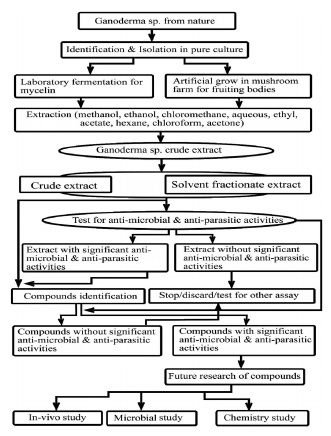 Ganoderma sp. from nature
Identification & Isolation in pure culture
Laboratory fermentation for
mycelin
Artificial grow in mushroom
farm for fruiting bodies
Extraction (methanol, ethanol, chloromethane, aqueous, ethyl,
acetate, hexane, chloroform, acetone)
Ganoderma sp. crude extract
Crude extract
Solvent fractionate extract
Test for anti-microbial & anti-parasitic activities
Extract with significant anti-
microbial & anti-parasitic
activities
Extract without significant
anti-microbial & anti-parasitic
activities
Compounds identification
Stop/discard/test for other assay
Compounds without significant
anti-microbial & anti-parasitic
activities
Compounds with significant
anti-microbial & anti-parasitic
activities
Future research of compounds
In-vivo study
Microbial study
Chemistry study